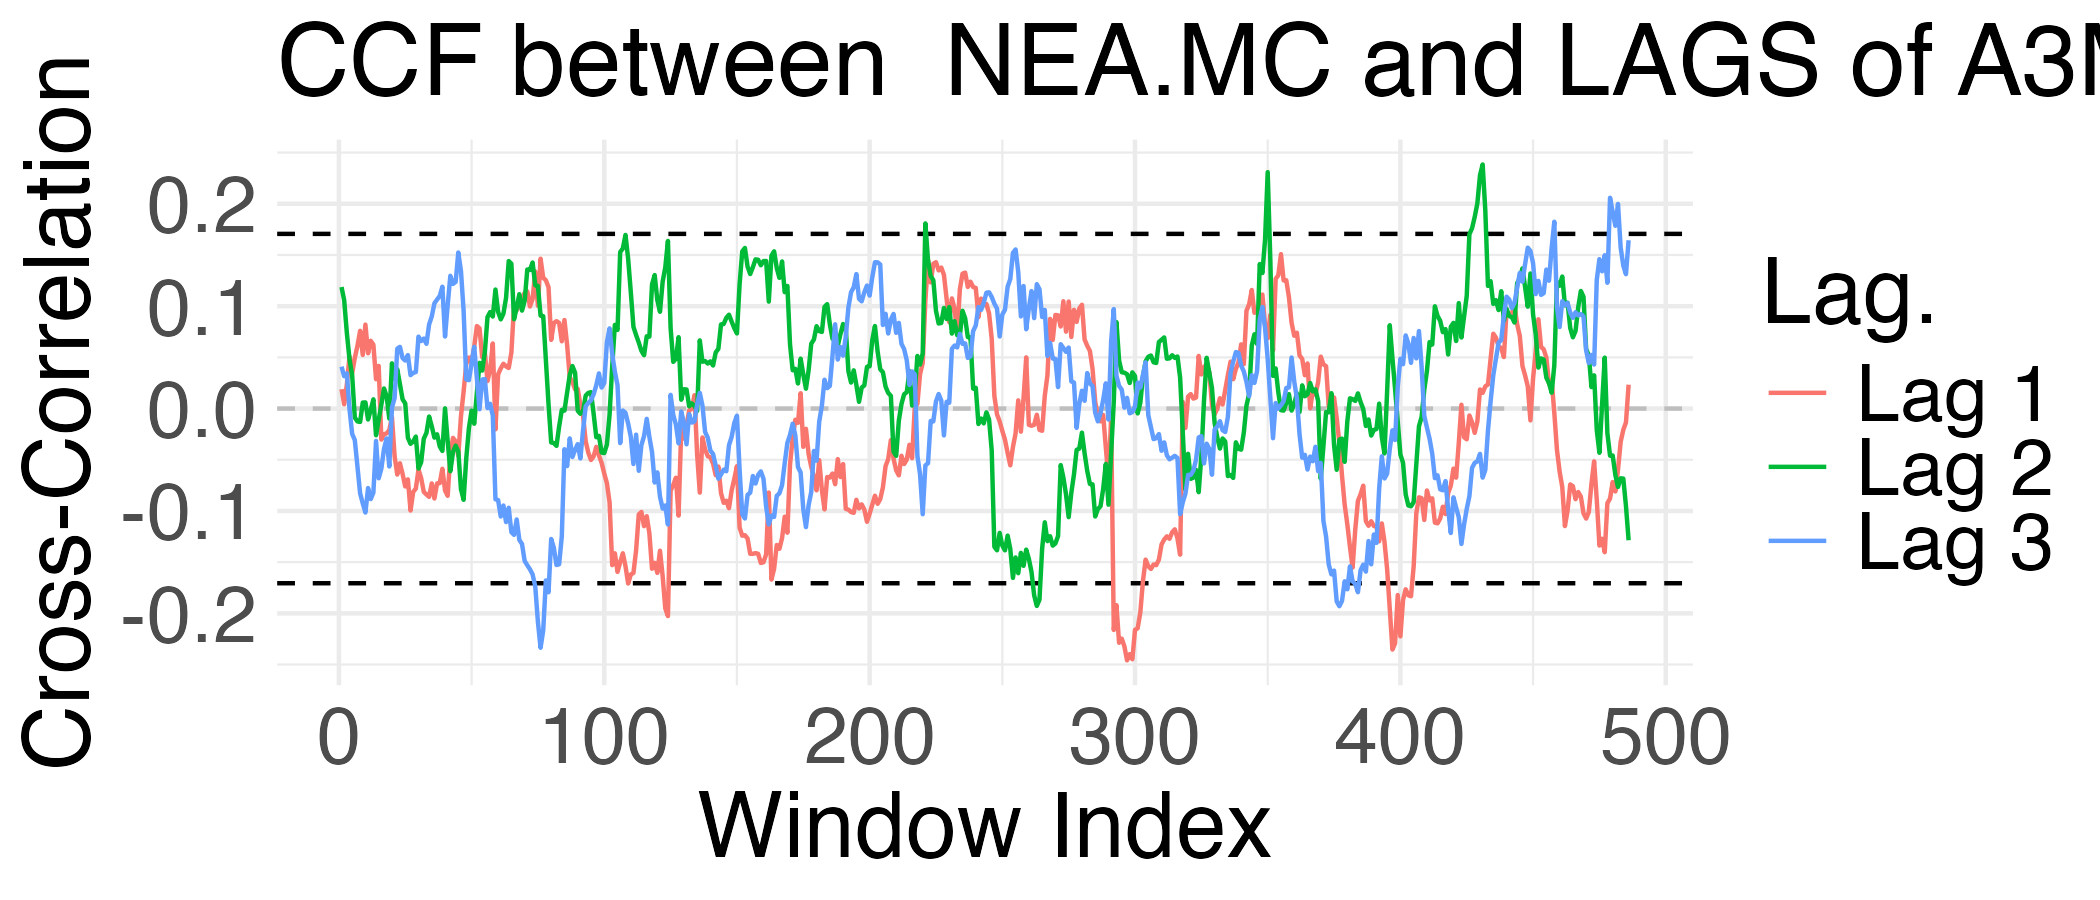 CCF between  NEA.MC and LAGS of A3
Cross-Correlation
0.2
0.1
0.0
-0.1
-0.2
0 100 200 300 400 500
Window Index
Lag.
Lag 1
Lag 2
Lag 3